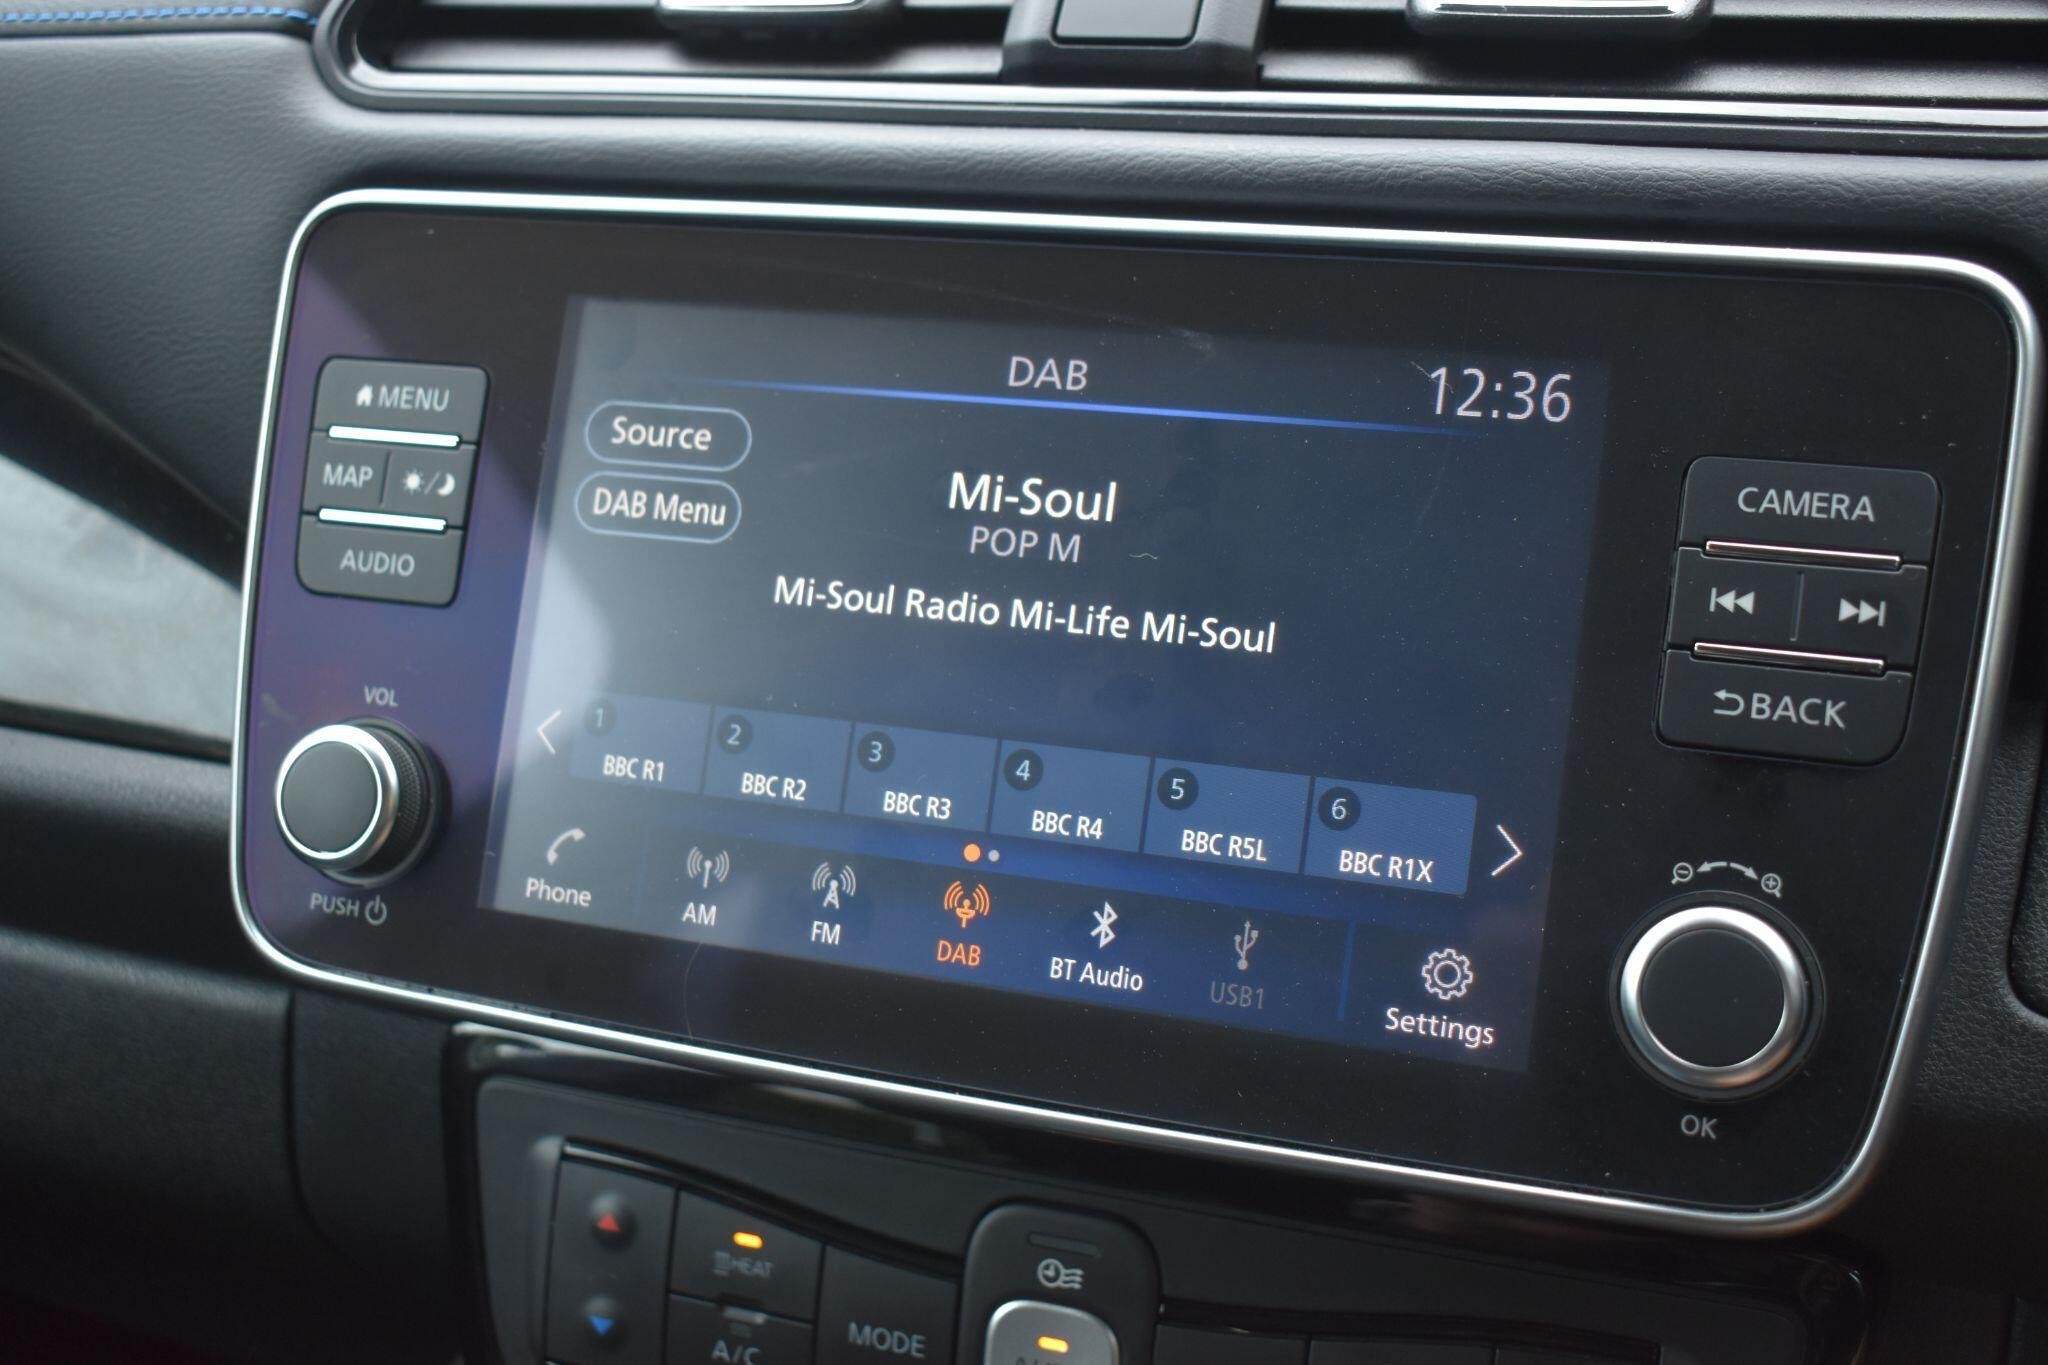 DAB
12:36
Source
DAB Menu
Mi-Soul
POP M
Mi-Soul Radio Mi-Life Mi-Soul
1
BBC R1
2
BBC R2
3
BBC R3
4
BBC R4
5
BBC R5L
6
BBC R1X
Phone
AM
FM
DAB
BT Audio
USB1
Settings
MENU
MAP
AUDIO
VOL
PUSH
CAMERA
BACK
OK
HEAT
A/C
MODE